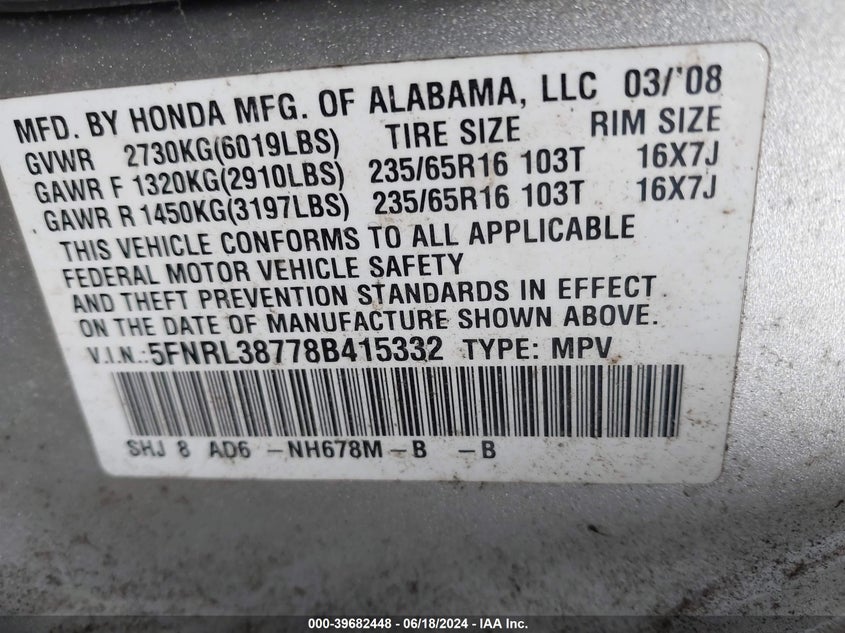 MFD. BY HONDA MFG. OF ALABAMA, LLC 03/'08
GVWR 2730KG(6019LBS) TIRE SIZE RIM SIZE
GAWR F 1320KG(2910LBS) 235/65R16 103T 16X7J
GAWR R 1450KG(3197LBS) 235/65R16 103T 16X7J
THIS VEHICLE CONFORMS TO ALL APPLICABLE
FEDERAL MOTOR VEHICLE SAFETY
AND THEFT PREVENTION STANDARDS IN EFFECT
ON THE DATE OF MANUFACTURE SHOWN ABOVE.
V.I.N.:5FNRL38778B415332 TYPE: MPV
SHJ 8 AD6 -NH678M-B -B
000-39682448 - 06/18/2024 - IAA Inc.